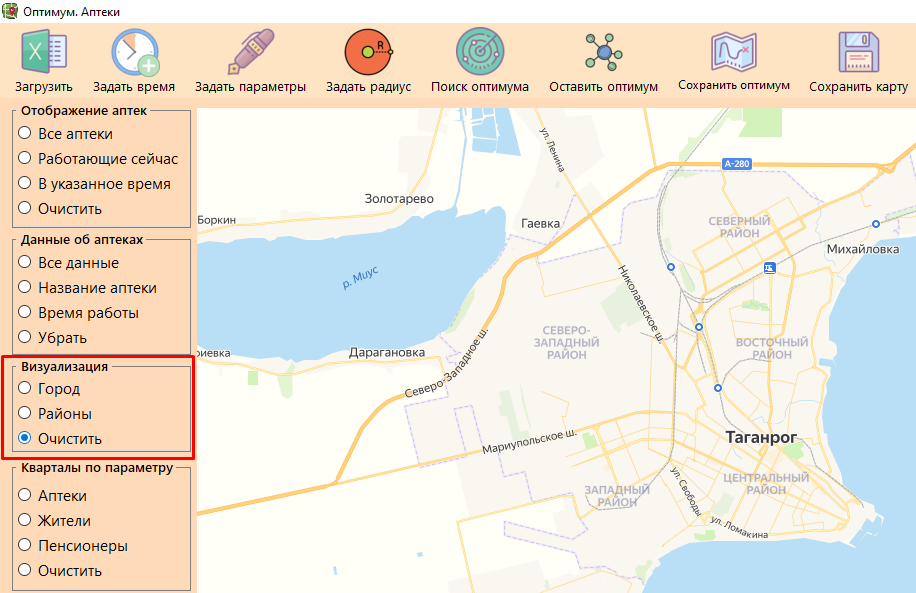 Оптимум. Аптеки
Загрузить
Задать время
Задать параметры
R
Задать радиус
Поиск оптимума
Оставить оптимум
Сохранить оптимум
Сохранить карту
Отображение аптек
Все аптеки
Работающие сейчас
В указанное время
Очистить
Данные об аптеках
Все данные
Название аптеки
Время работы
Убрать
Визуализация
Город
Районы
Очистить
Кварталы по параметру
Аптеки
Жители
Пенсионеры
Очистить
ул. Ленина
А-280
Золотарево
Боркин
Гаевка
СЕВЕРНЫЙ
РАЙОН
Михайловка
р. Миус
Николаевское ш.
СЕВЕРО-
ЗАПАДНЫЙ
РАЙОН
ВОСТОЧНЫЙ
РАЙОН
риевка
Дарагановка
Северо-Западное ш.
Мариупольское ш.
Таганрог
ЗАПАДНЫЙ
РАЙОН
ЦЕНТРАЛЬНЫЙ
РАЙОН
ул. Свободы
ул. Ломакина